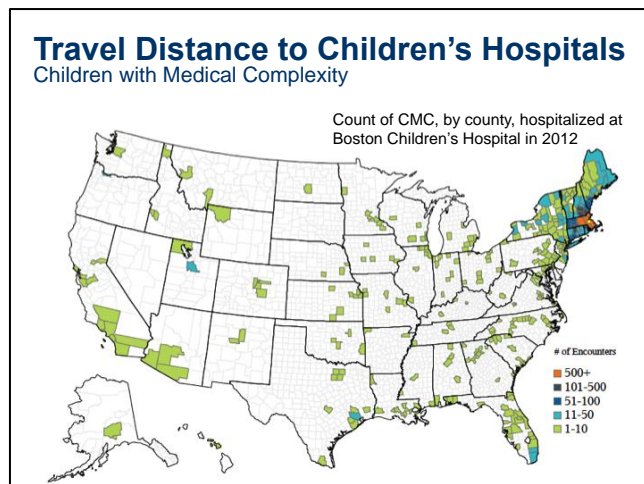 Travel Distance to Children's Hospitals
Children with Medical Complexity
Count of CMC, by county, hospitalized at
Boston Children's Hospital in 2012
# of Encounters
500+
101-500
51-100
11-50
1-10